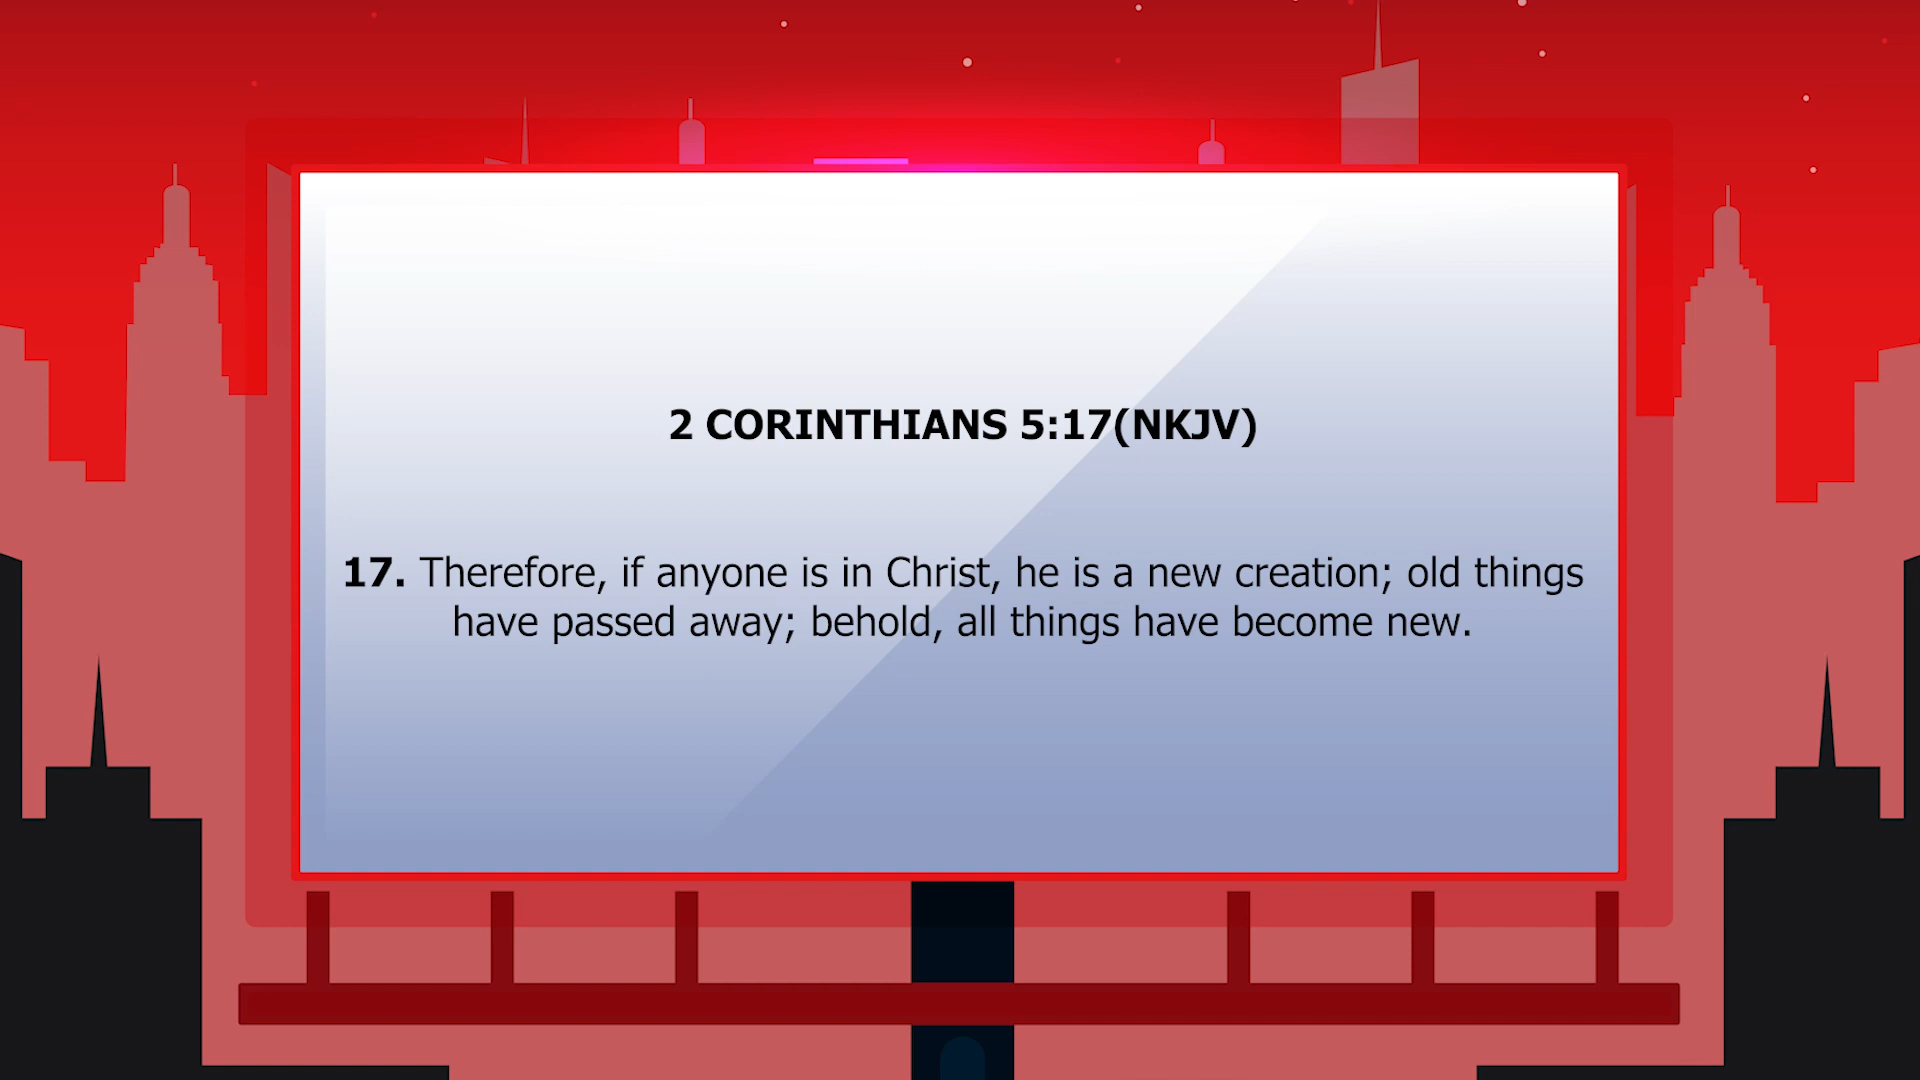 2 CORINTHIANS 5:17(NKJV)
17. Therefore, if anyone is in Christ, he is a new creation; old things
have passed away; behold, all things have become new.